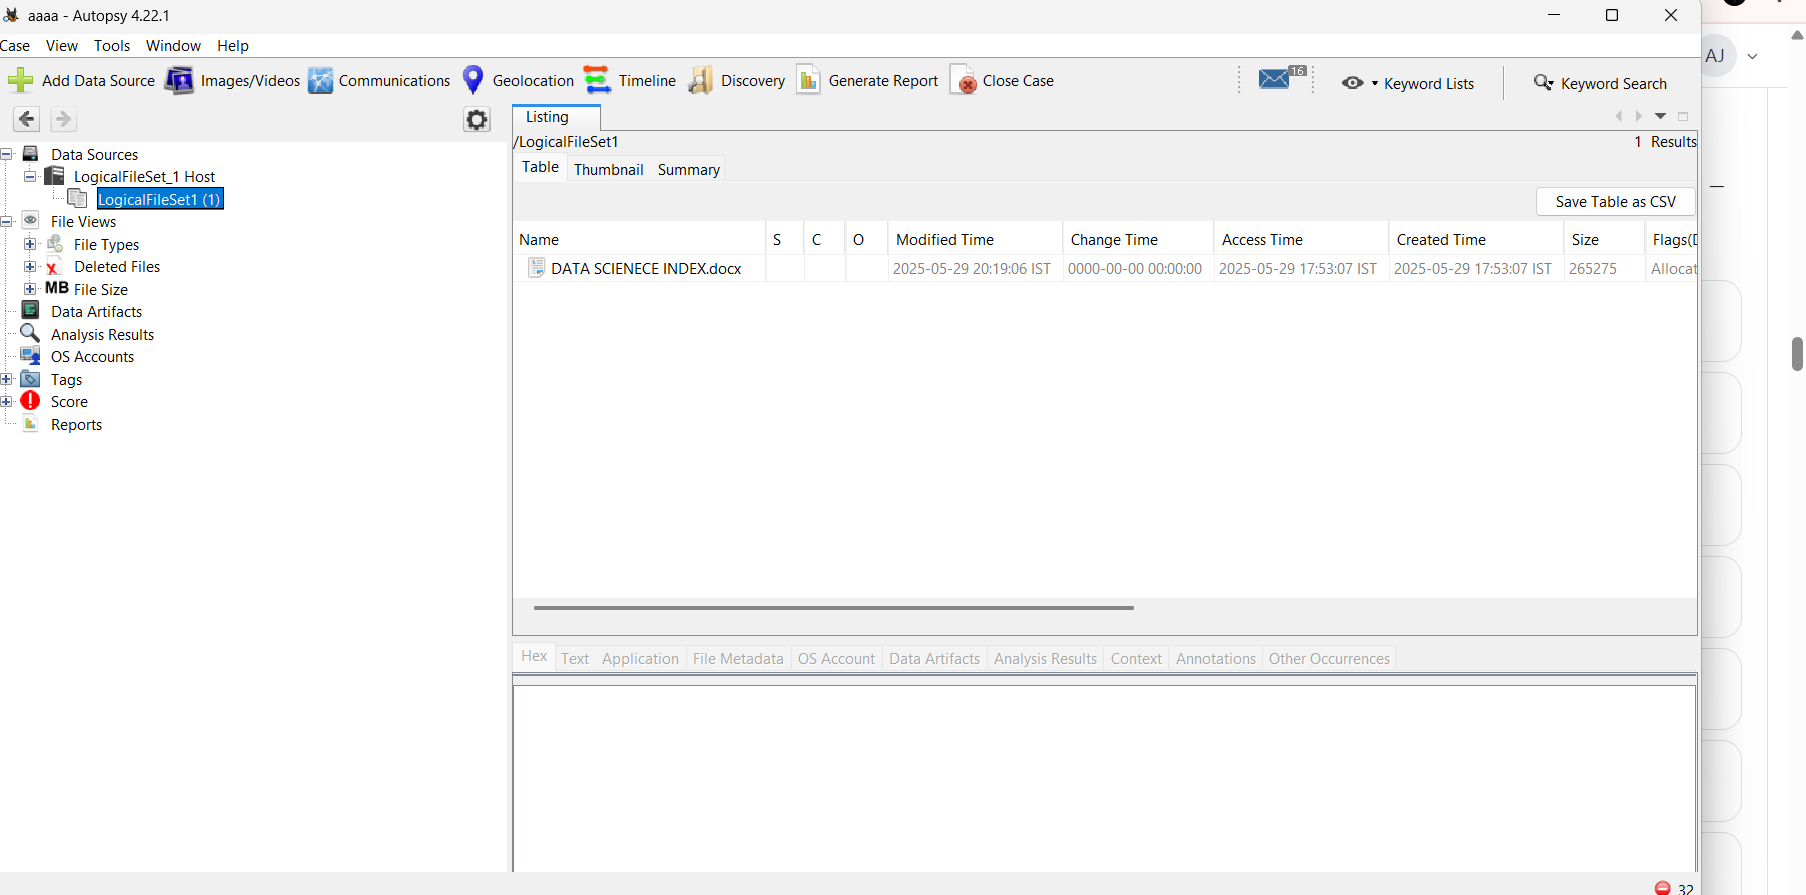 aaaa - Autopsy 4.22.1
Case View Tools Window Help
Add Data Source Images/Videos Communications Geolocation Timeline Discovery Generate Report Close Case 16 Keyword Lists Keyword Search
AJ
Listing
/LogicalFileSet1 1 Results
Table Thumbnail Summary
Save Table as CSV
Data Sources
LogicalFileSet_1 Host
LogicalFileSet1 (1)
File Views
File Types
Deleted Files
MB File Size
Data Artifacts
Analysis Results
OS Accounts
Tags
Score
Reports
Name S C O Modified Time Change Time Access Time Created Time Size Flags(D
DATA SCIENECE INDEX.docx 2025-05-29 20:19:06 IST 0000-00-00 00:00:00 2025-05-29 17:53:07 IST 2025-05-29 17:53:07 IST 265275 Allocat
Hex Text Application File Metadata OS Account Data Artifacts Analysis Results Context Annotations Other Occurrences
32